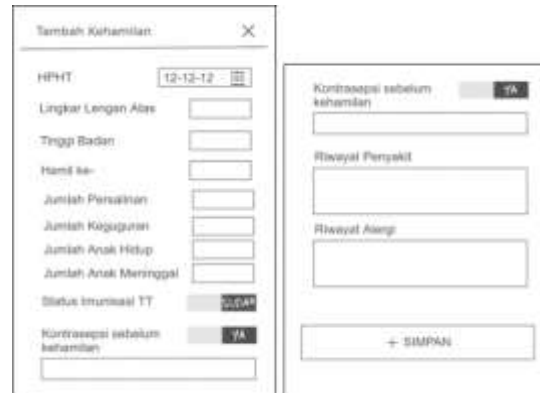 Tambah Kehamilan
HPHT 12-12-12
Lingkar Lengan Atas
Tinggi Badan
Hamil ke-
Jumlah Persalinan
Jumlah Keguguran
Jumlah Anak Hidup
Jumlah Anak Meninggal
Status Imunisasi TT SUDAH
Kontrasepsi sebelum YA
kehamilan
Kontrasepsi sebelum YA
kehamilan
Riwayat Penyakit
Riwayat Alergi
+ SIMPAN